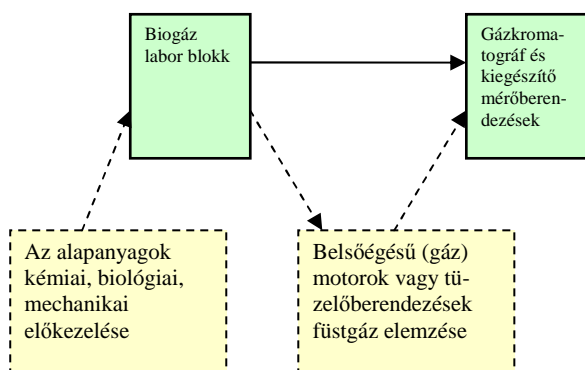 Biogáz
labor blokk
Gázkroma-
tográf és
kiegészítő
mérőberen-
dezések
Az alapanyagok
kémiai, biológiai,
mechanikai
előkezelése
Belsőégésű (gáz)
motorok vagy tü-
zelőberendezések
füstgáz elemzése